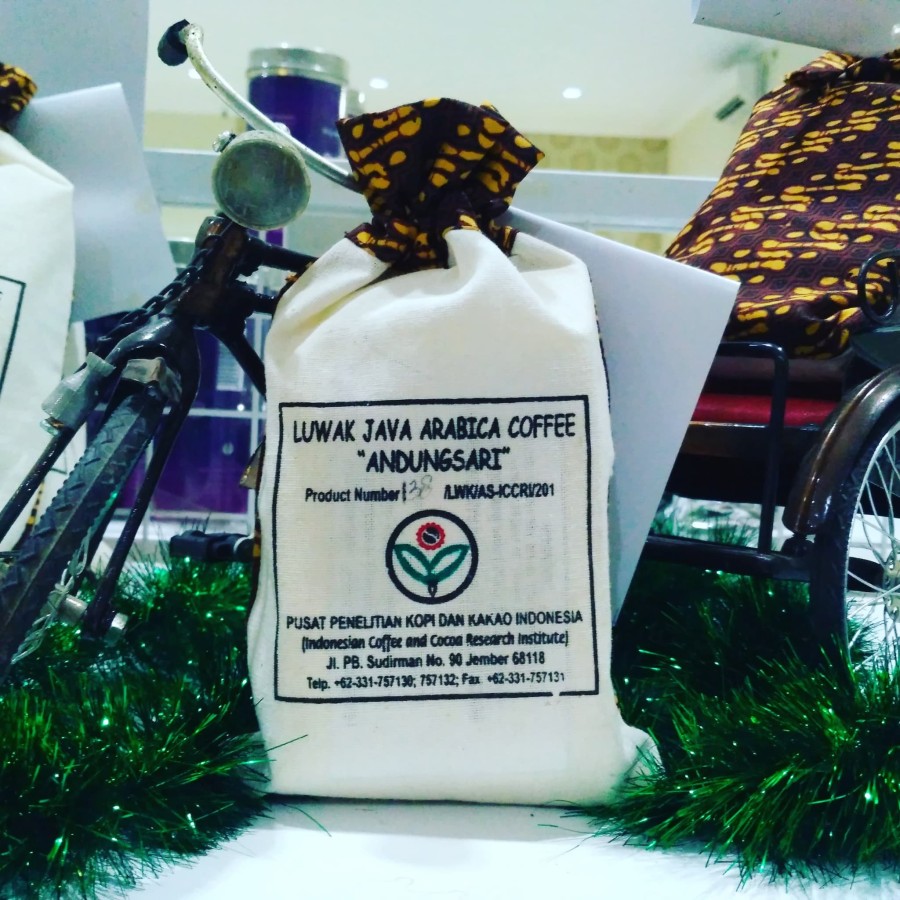 LUWAK JAVA ARABICA COFFEE
"ANDUNGSARI"
Product Number 138 /LWK/AS-ICCRI/201
PUSAT PENELITIAN KOPI DAN KAKAO INDONESIA
(Indonesian Coffee and Cocoa Research Institute)
Jl. PB. Sudirman No. 90 Jember 68118
Telp. +62-331-757130; 757132; Fax. +62-331-757131